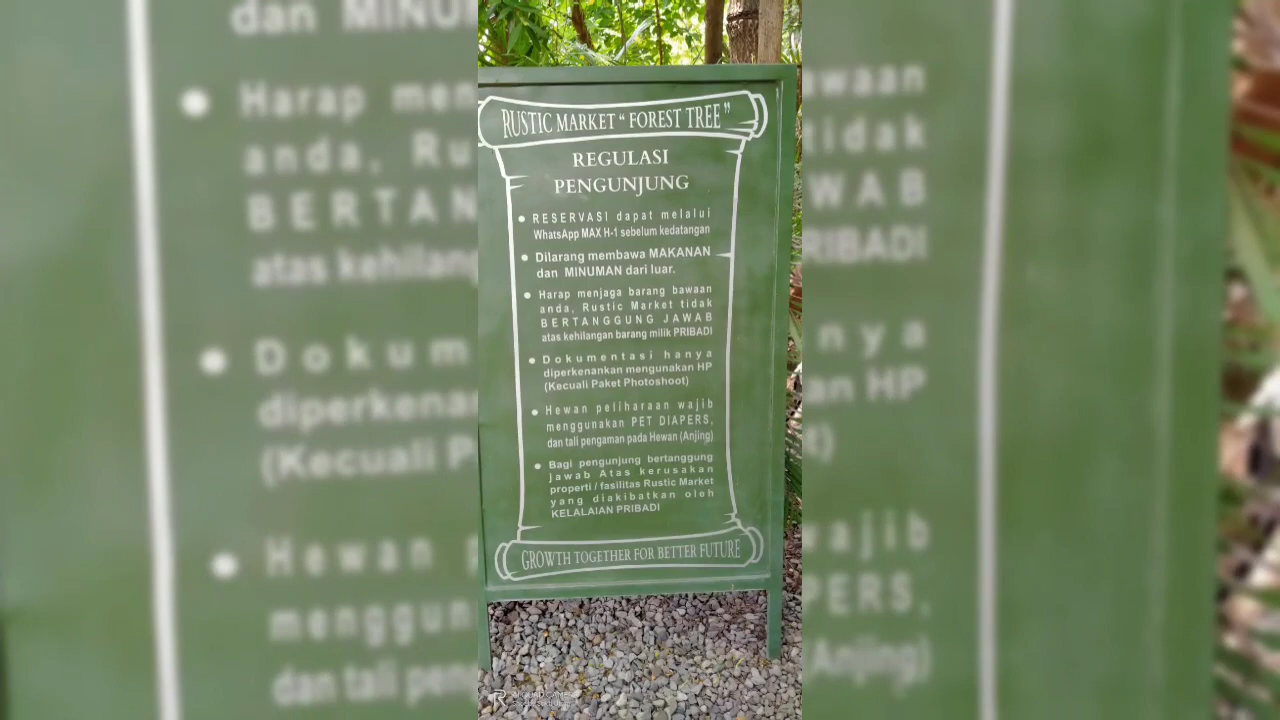 RUSTIC MARKET “ FOREST TREE ”
REGULASI
PENGUNJUNG
• RESERVASI dapat melalui
WhatsApp MAX H-1 sebelum kedatangan
• Dilarang membawa MAKANAN
dan MINUMAN dari luar.
• Harap menjaga barang bawaan
anda, Rustic Market tidak
BERTANGGUNG JAWAB
atas kehilangan barang milik PRIBADI
• Dokumentasi hanya
diperkenankan mengunakan HP
(Kecuali Paket Photoshoot)
• Hewan peliharaan wajib
menggunakan PET DIAPERS,
dan tali pengaman pada Hewan (Anjing)
• Bagi pengunjung bertanggung
jawab Atas kerusakan
properti / fasilitas Rustic Market
yang diakibatkan oleh
KELALAIAN PRIBADI
GROWTH TOGETHER FOR BETTER FUTURE
AI QUAD CAMERA